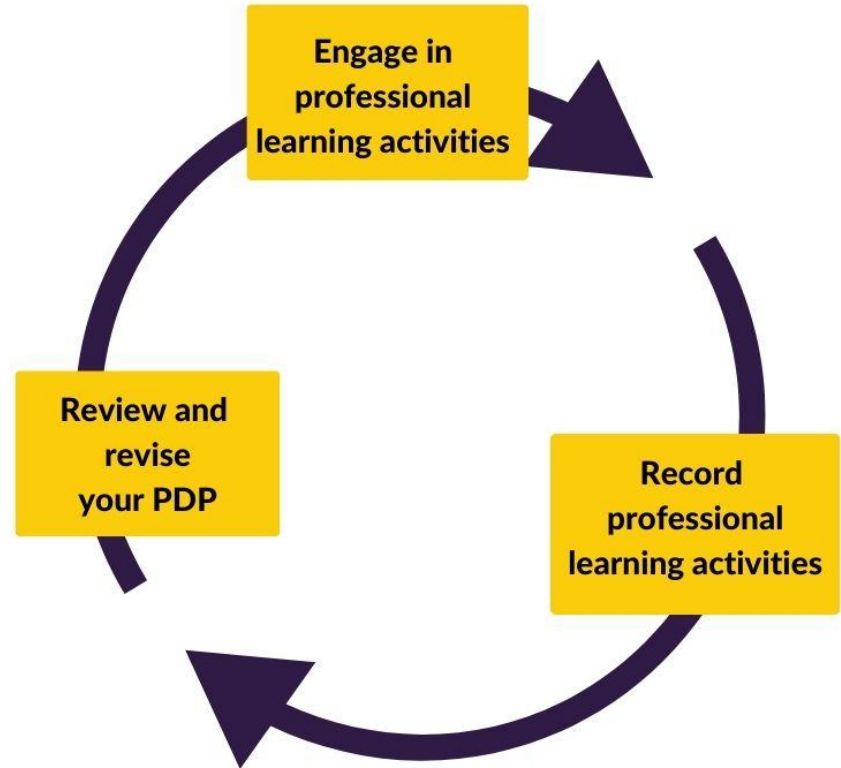 Engage in
professional
learning activities
Record
professional
learning activities
Review and
revise
your PDP